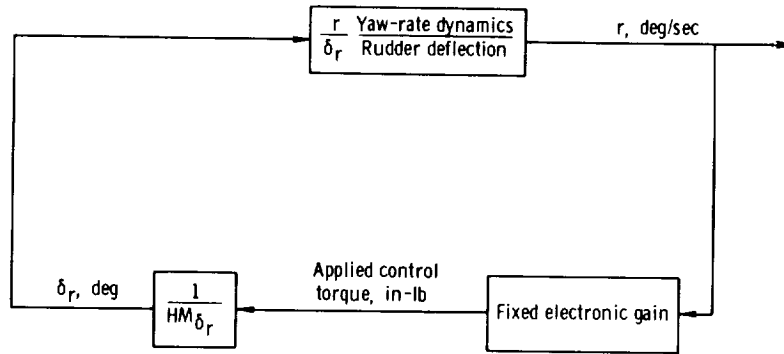 r Yaw-rate dynamics
δr Rudder deflection
r, deg/sec
δr, deg
1
HMδr
Applied control
torque, in-lb
Fixed electronic gain